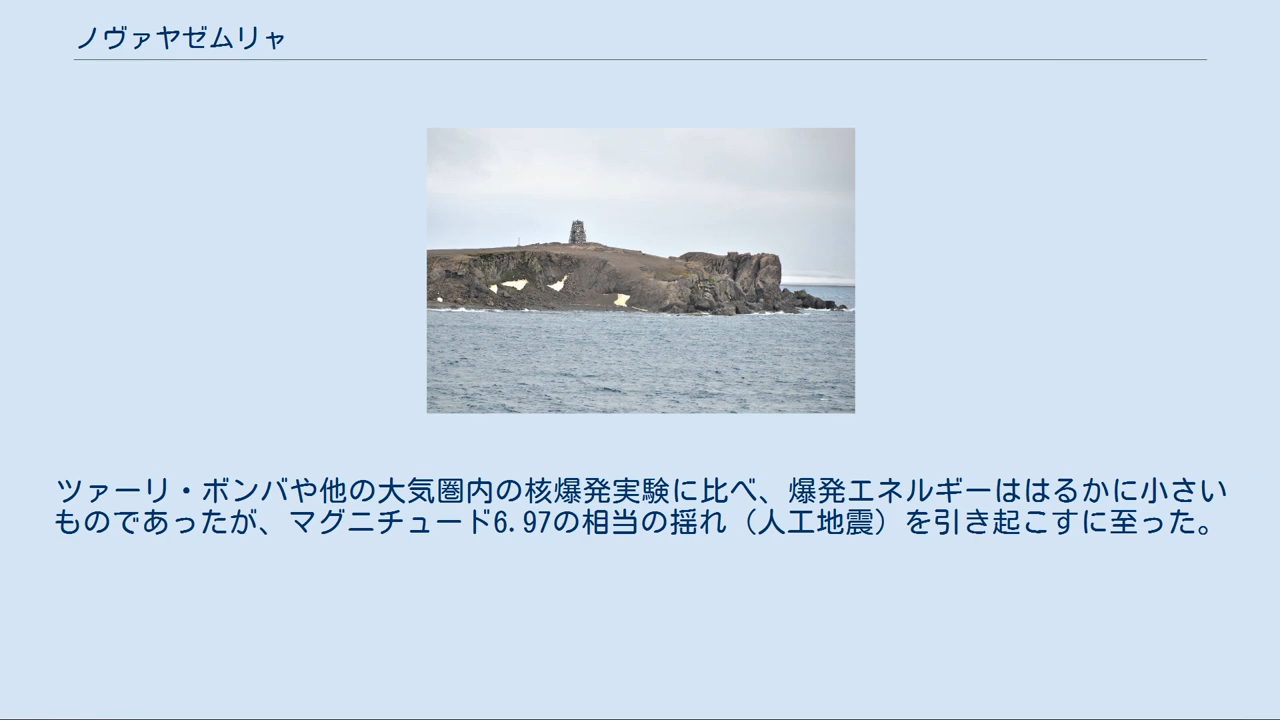 ノヴァヤゼムリャ
ツァーリ・ボンバや他の大気圏内の核爆発実験に比べ、爆発エネルギーははるかに小さい
ものであったが、マグニチュード6.97の相当の揺れ（人工地震）を引き起こすに至った。